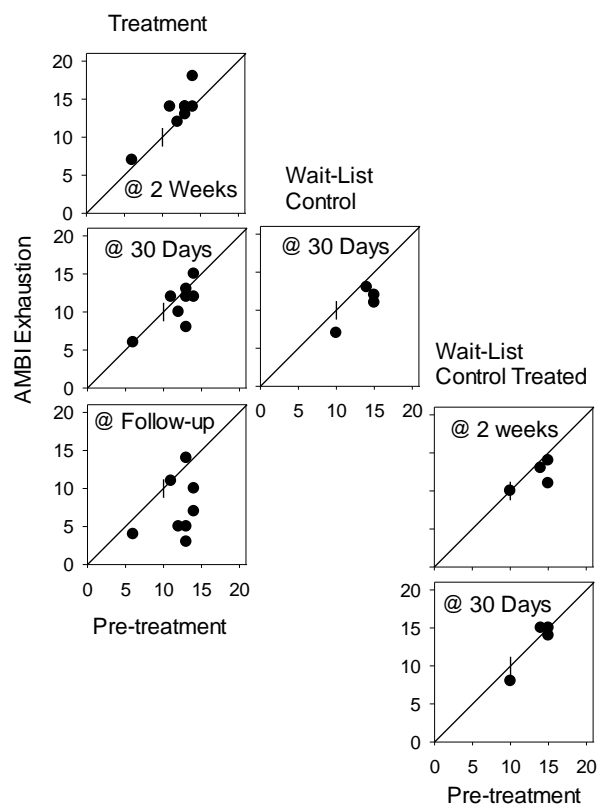 Treatment
20
15
10
5
0
@ 2 Weeks
Wait-List
Control
20
15
10
5
0
@ 30 Days
@ 30 Days
0 5 10 15 20
AMBI Exhaustion
Wait-List
Control Treated
20
15
10
5
0
@ Follow-up
0 5 10 15 20
Pre-treatment
@ 2 weeks
20
15
10
5
0
@ 30 Days
0 5 10 15 20
Pre-treatment